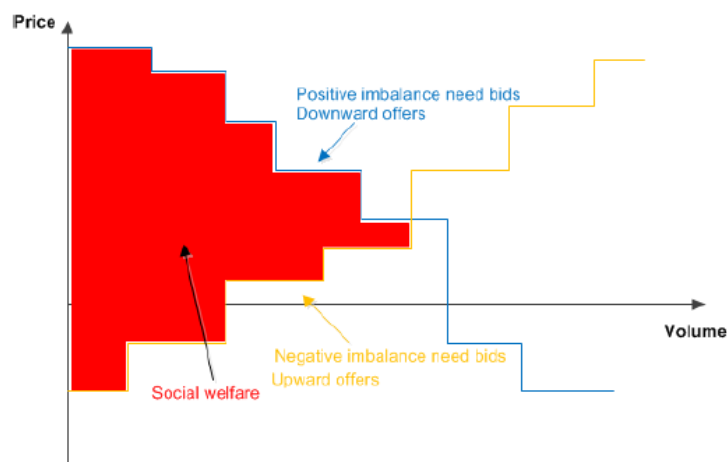 Price
Positive imbalance need bids
Downward offers
Volume
Negative imbalance need bids
Upward offers
Social welfare